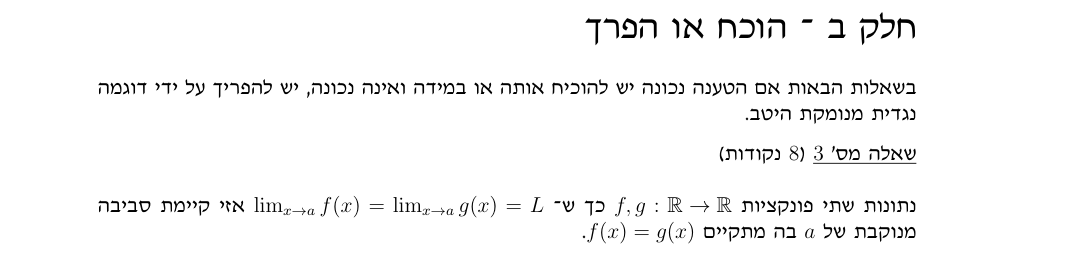 חלק ב - הוכח או הפרך
בשאלות הבאות אם הטענה נכונה יש להוכיח אותה או במידה ואינה נכונה, יש להפריך על ידי דוגמה
נגדית מנומקת היטב.
שאלה מס' 3 (8 נקודות)
נתונות שתי פונקציות f, g : ℝ → ℝ כך ש־ lim_{x→a} f(x) = lim_{x→a} g(x) = L אזי קיימת סביבה
מנוקבת של a בה מתקיים f(x) = g(x).